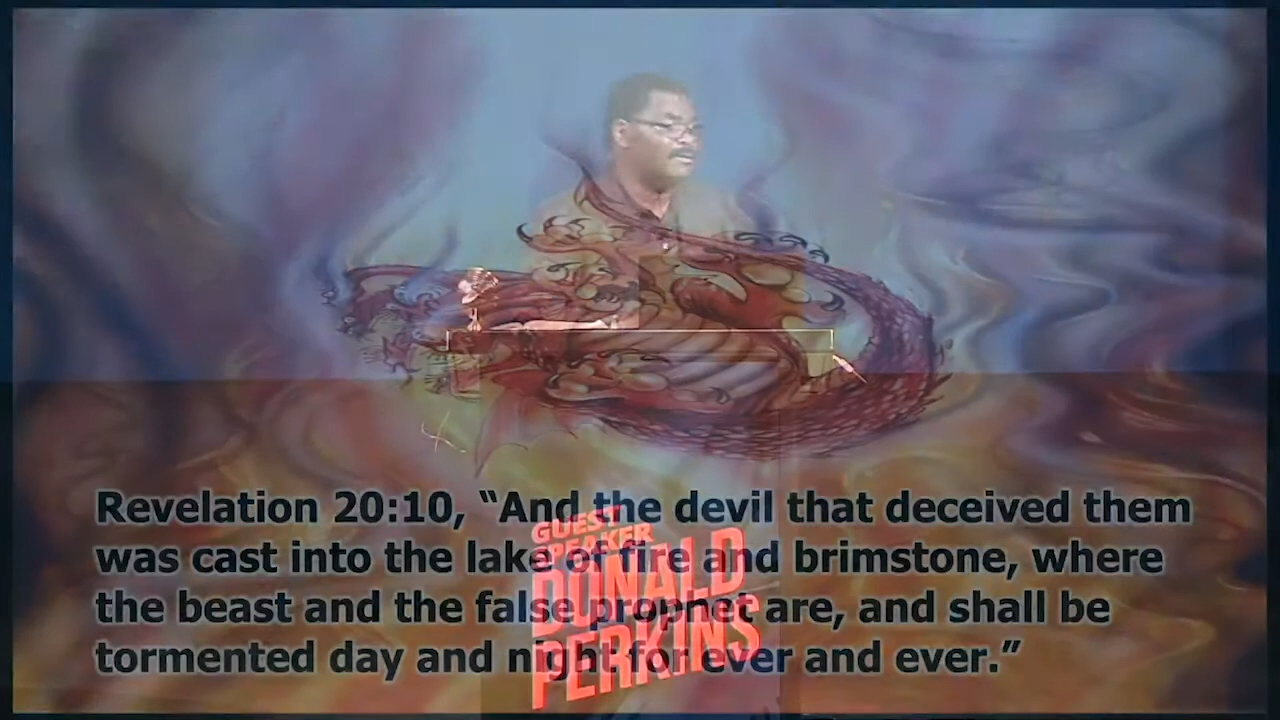 Revelation 20:10, “And the devil that deceived them
was cast into the lake of fire and brimstone, where
the beast and the false prophet are, and shall be
tormented day and night for ever and ever.”
GUEST
SPEAKER
DONALD
PERKINS